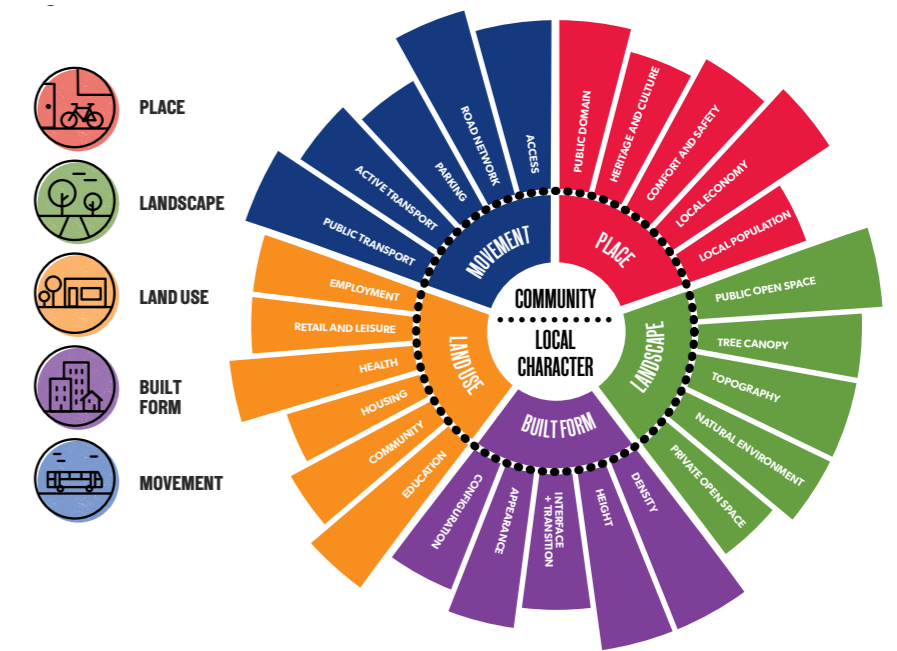 PLACE
LANDSCAPE
LAND USE
BUILT
FORM
MOVEMENT
COMMUNITY
LOCAL
CHARACTER
PLACE
PUBLIC DOMAIN
HERITAGE AND CULTURE
COMFORT AND SAFETY
LOCAL ECONOMY
LOCAL POPULATION
LANDSCAPE
PUBLIC OPEN SPACE
TREE CANOPY
TOPOGRAPHY
NATURAL ENVIRONMENT
PRIVATE OPEN SPACE
BUILT FORM
DENSITY
HEIGHT
INTERFACE
+ TRANSITION
APPEARANCE
CONFIGURATION
LAND USE
EDUCATION
COMMUNITY
HOUSING
HEALTH
RETAIL AND LEISURE
EMPLOYMENT
MOVEMENT
PUBLIC TRANSPORT
ACTIVE TRANSPORT
PARKING
ROAD NETWORK
ACCESS